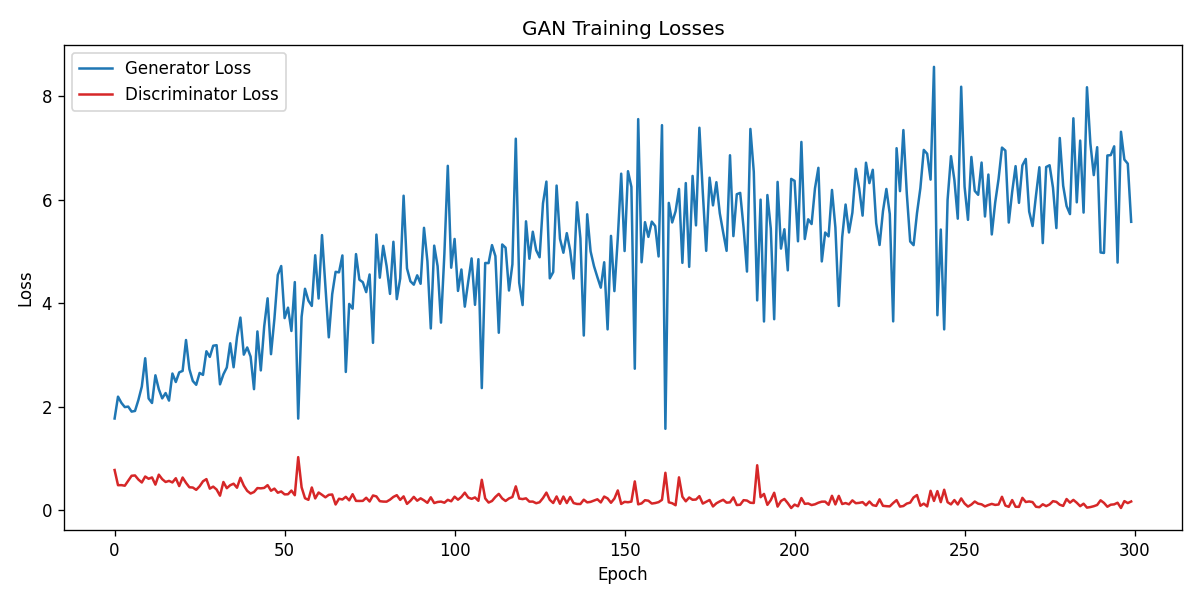 GAN Training Losses
Generator Loss
Discriminator Loss
Loss
8
6
4
2
0
0 50 100 150 200 250 300
Epoch